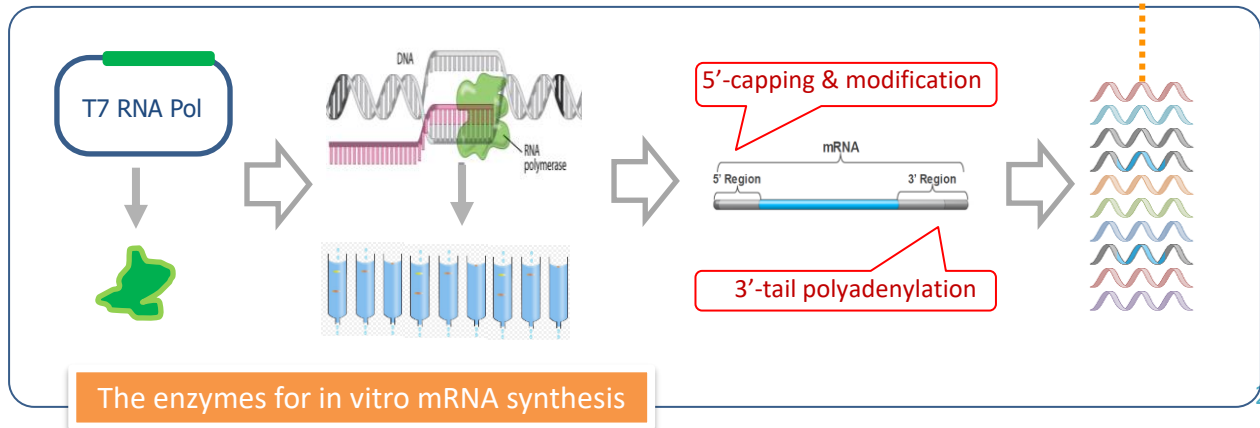 T7 RNA Pol
DNA
RNA
polymerase
5’-capping & modification
mRNA
5' Region
3' Region
3’-tail polyadenylation
The enzymes for in vitro mRNA synthesis